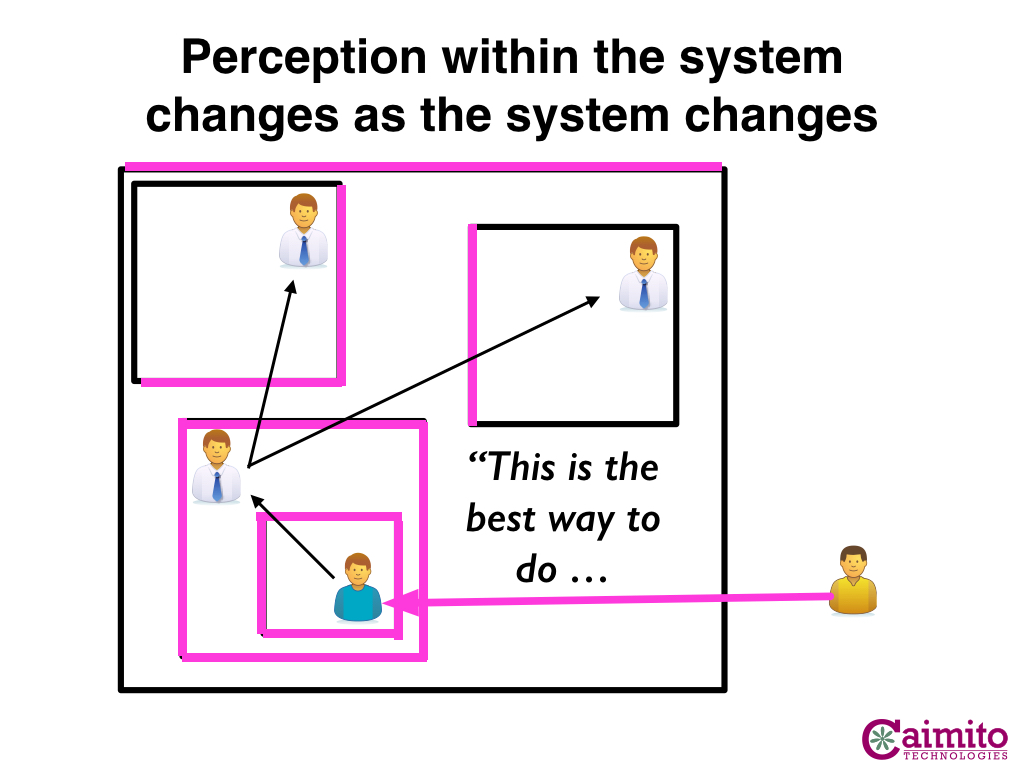 Perception within the system
changes as the system changes
“This is the
best way to
do …
Caimito
TECHNOLOGIES